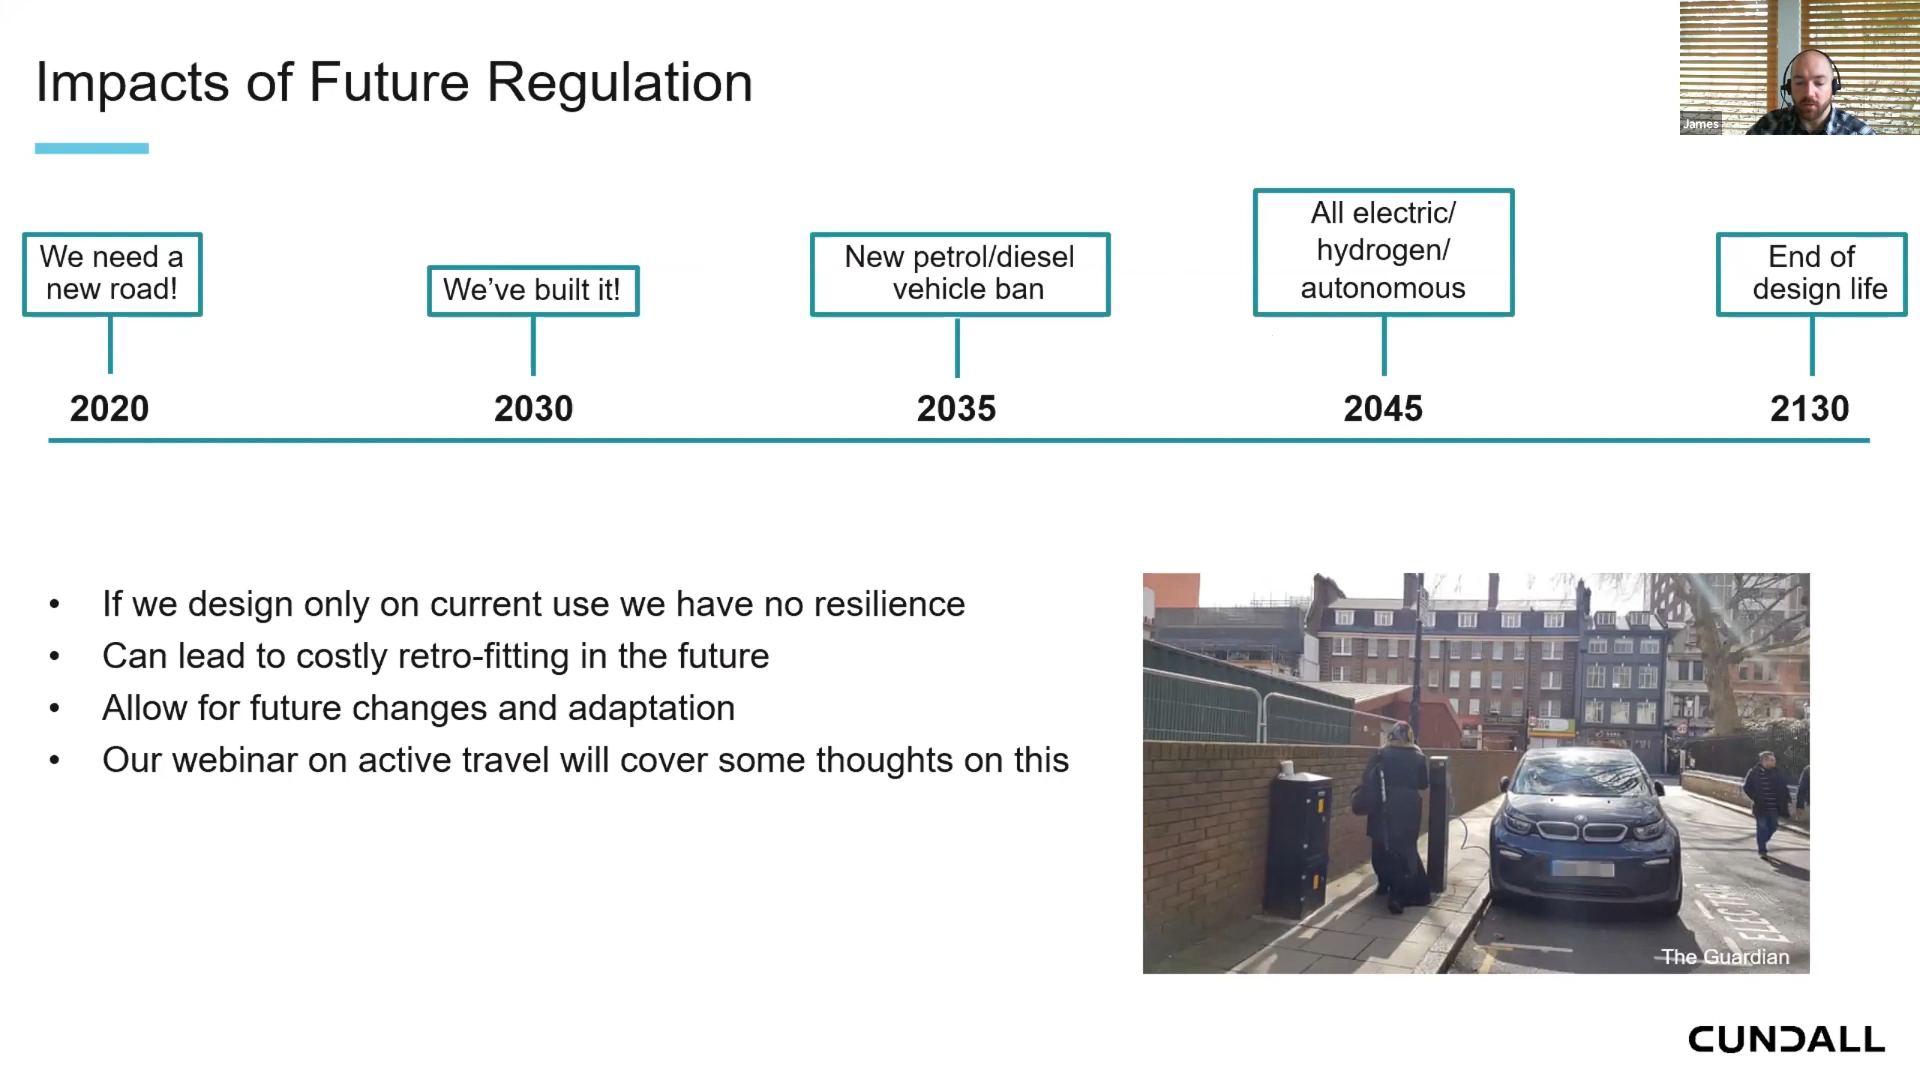 Impacts of Future Regulation
James
We need a
new road!
We've built it!
New petrol/diesel
vehicle ban
All electric/
hydrogen/
autonomous
End of
design life
2020
2030
2035
2045
2130
• If we design only on current use we have no resilience
• Can lead to costly retro-fitting in the future
• Allow for future changes and adaptation
• Our webinar on active travel will cover some thoughts on this
The Guardian
CUNDALL